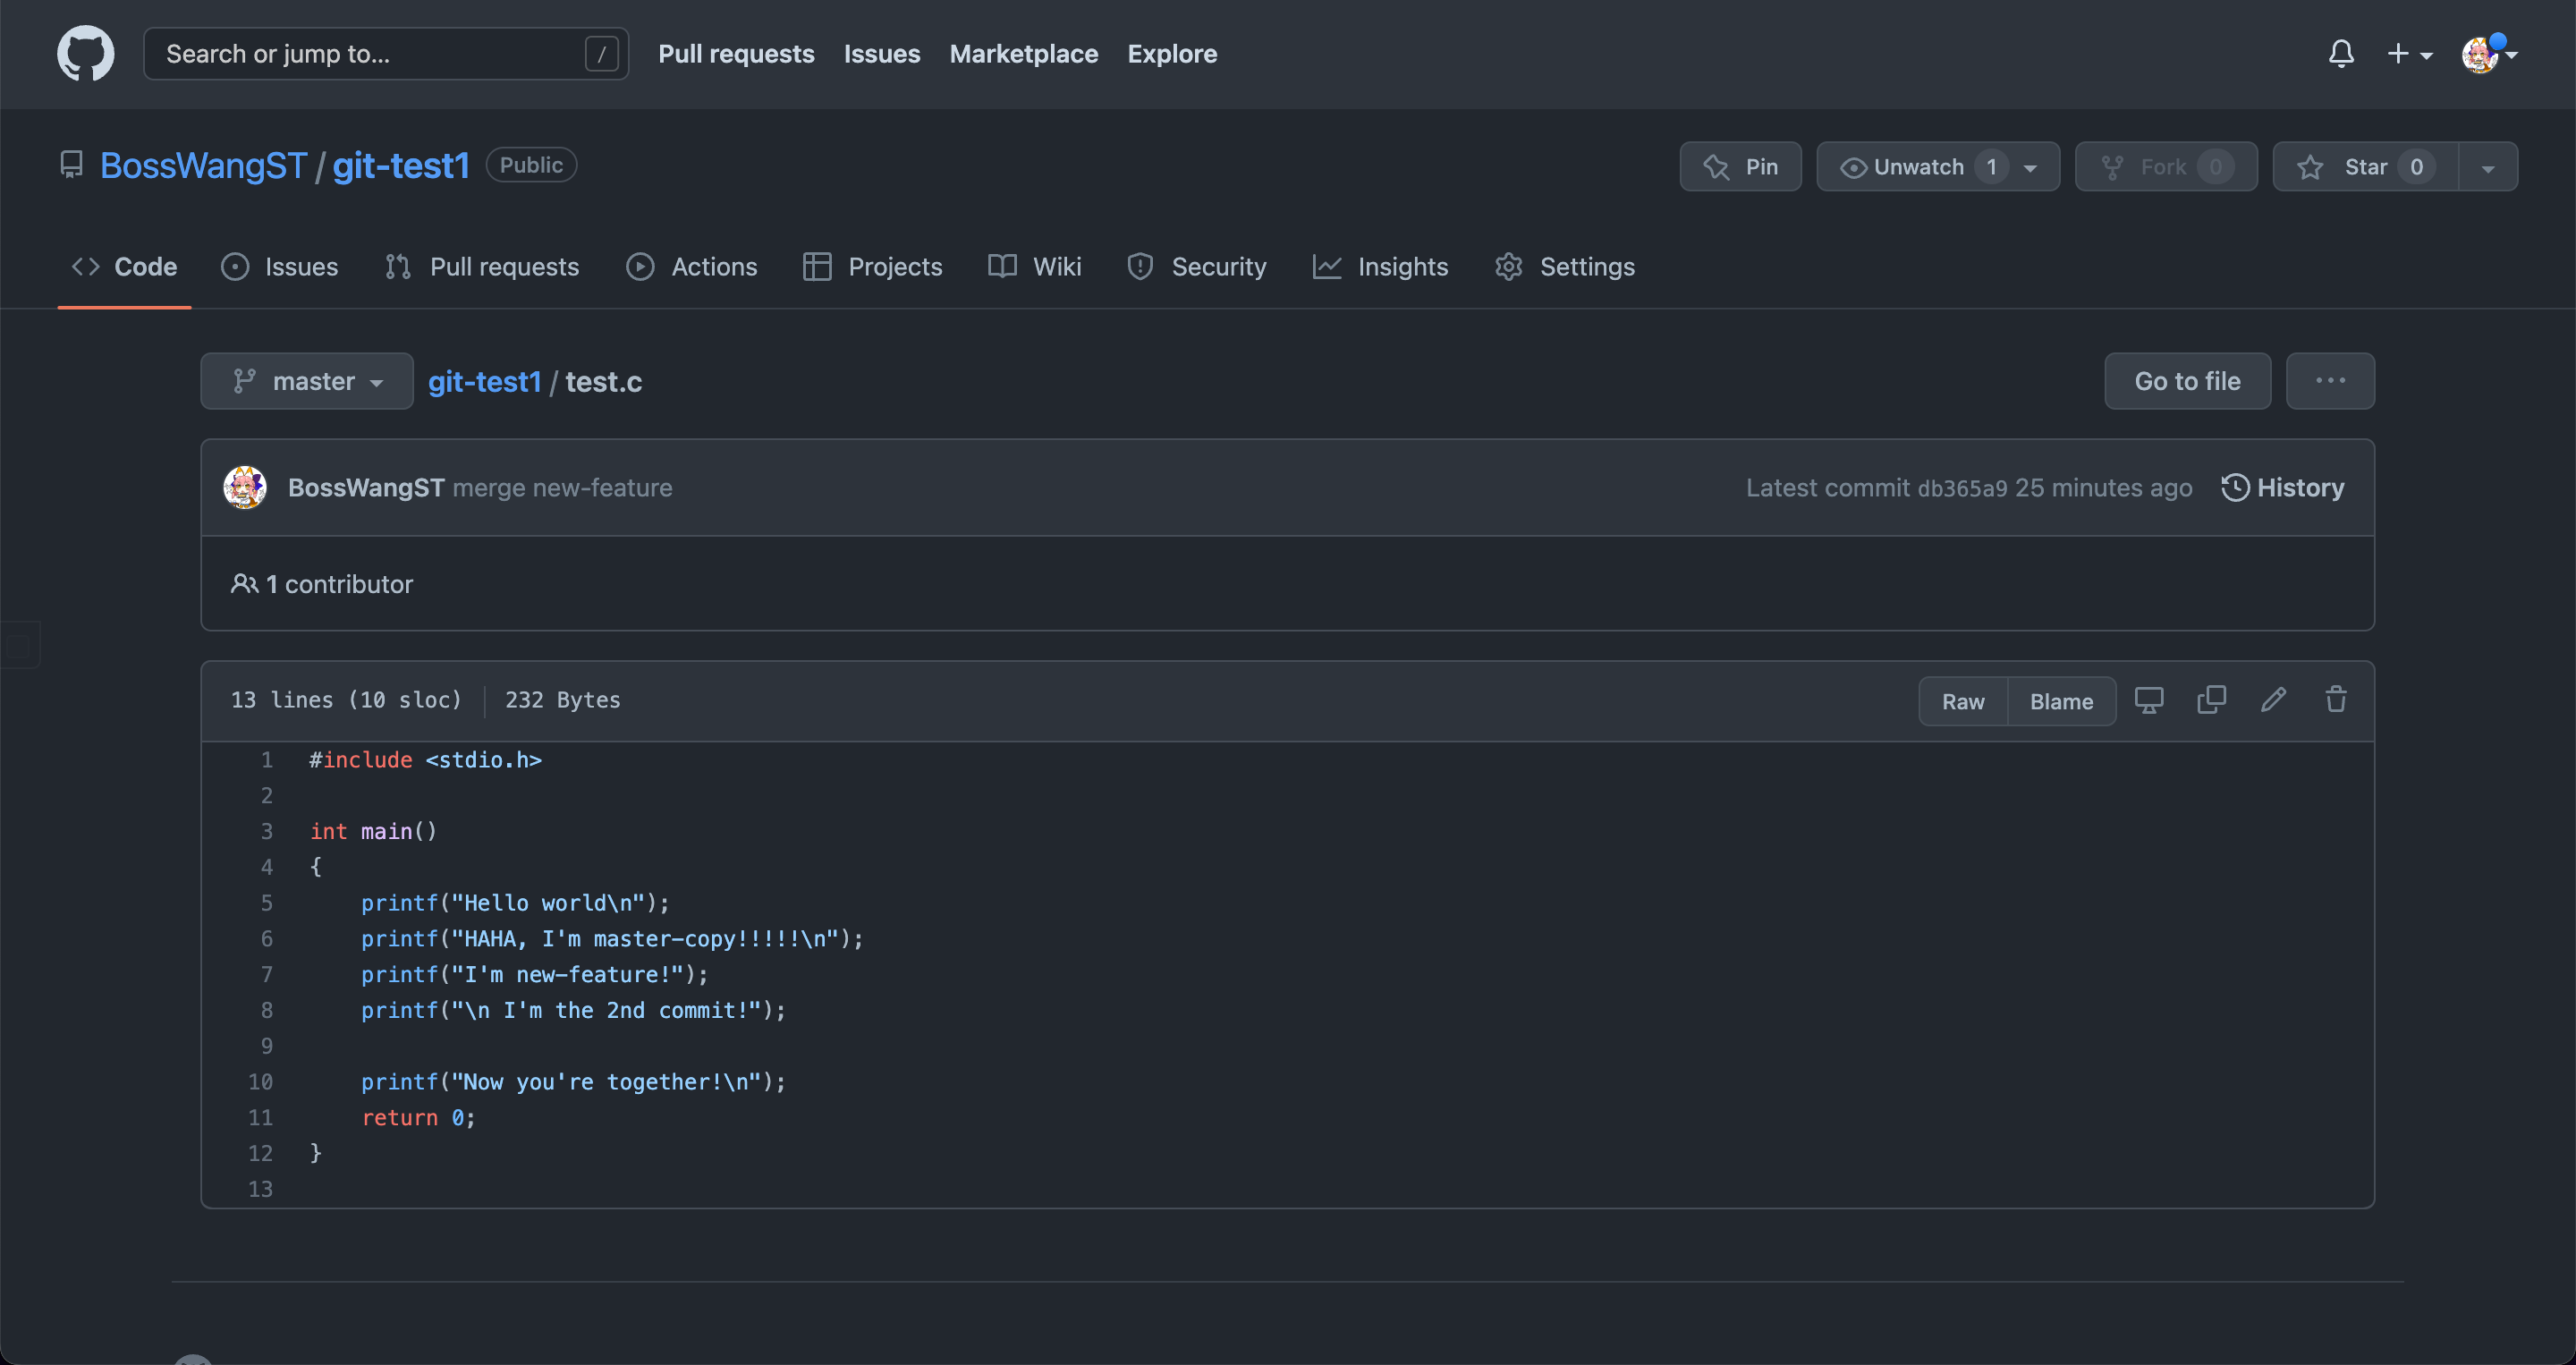 Search or jump to... / Pull requests Issues Marketplace Explore
BossWangST / git-test1 Public Pin Unwatch 1 Fork 0 Star 0
Code Issues Pull requests Actions Projects Wiki Security Insights Settings
master git-test1 / test.c Go to file ...
BossWangST merge new-feature Latest commit db365a9 25 minutes ago History
1 contributor
13 lines (10 sloc) 232 Bytes Raw Blame
1 #include <stdio.h>
2
3 int main()
4 {
5 printf("Hello world\n");
6 printf("HAHA, I'm master-copy!!!!!\n");
7 printf("I'm new-feature!");
8 printf("\n I'm the 2nd commit!");
9
10 printf("Now you're together!\n");
11 return 0;
12 }
13